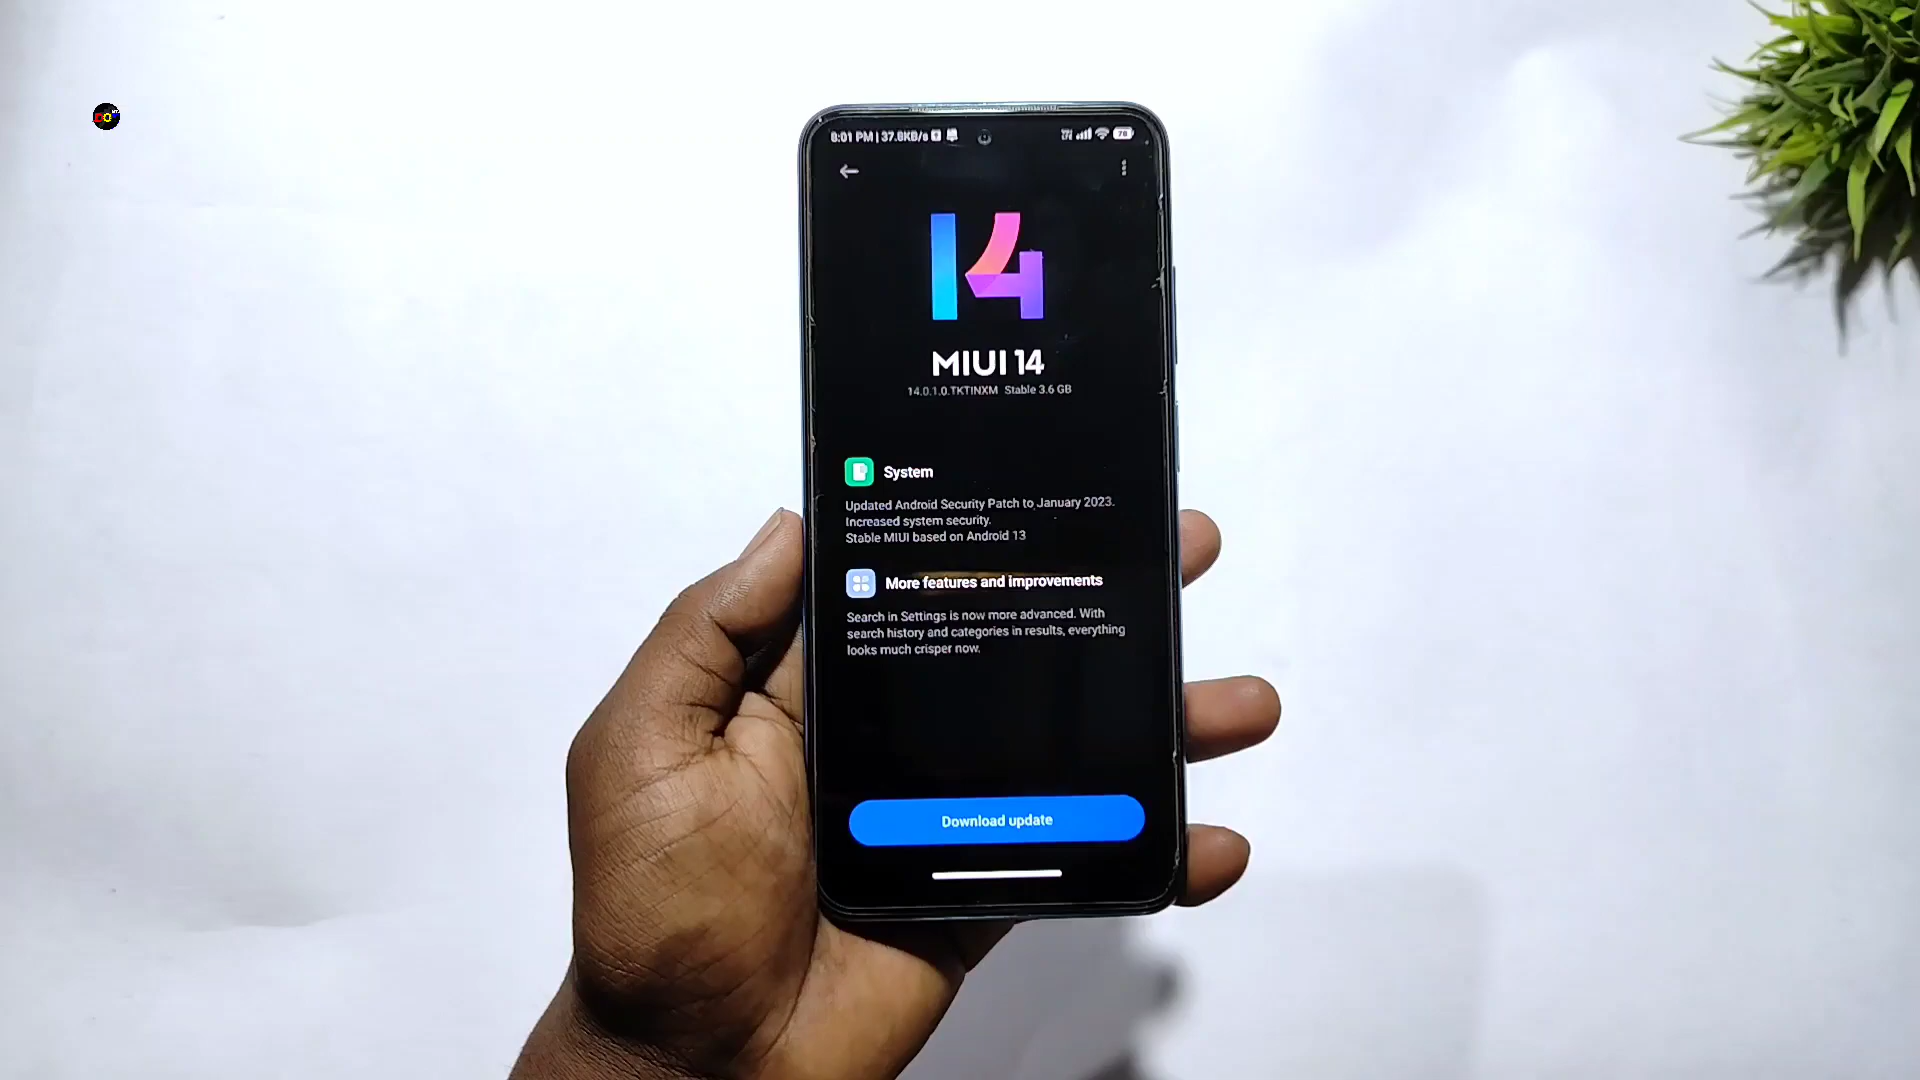 8:01 PM | 37.8KB/s
78
14
MIUI 14
14.0.1.0.TKTINXM Stable 3.6 GB
System
Updated Android Security Patch to January 2023.
Increased system security.
Stable MIUI based on Android 13
More features and improvements
Search in Settings is now more advanced. With
search history and categories in results, everything
looks much crisper now.
Download update